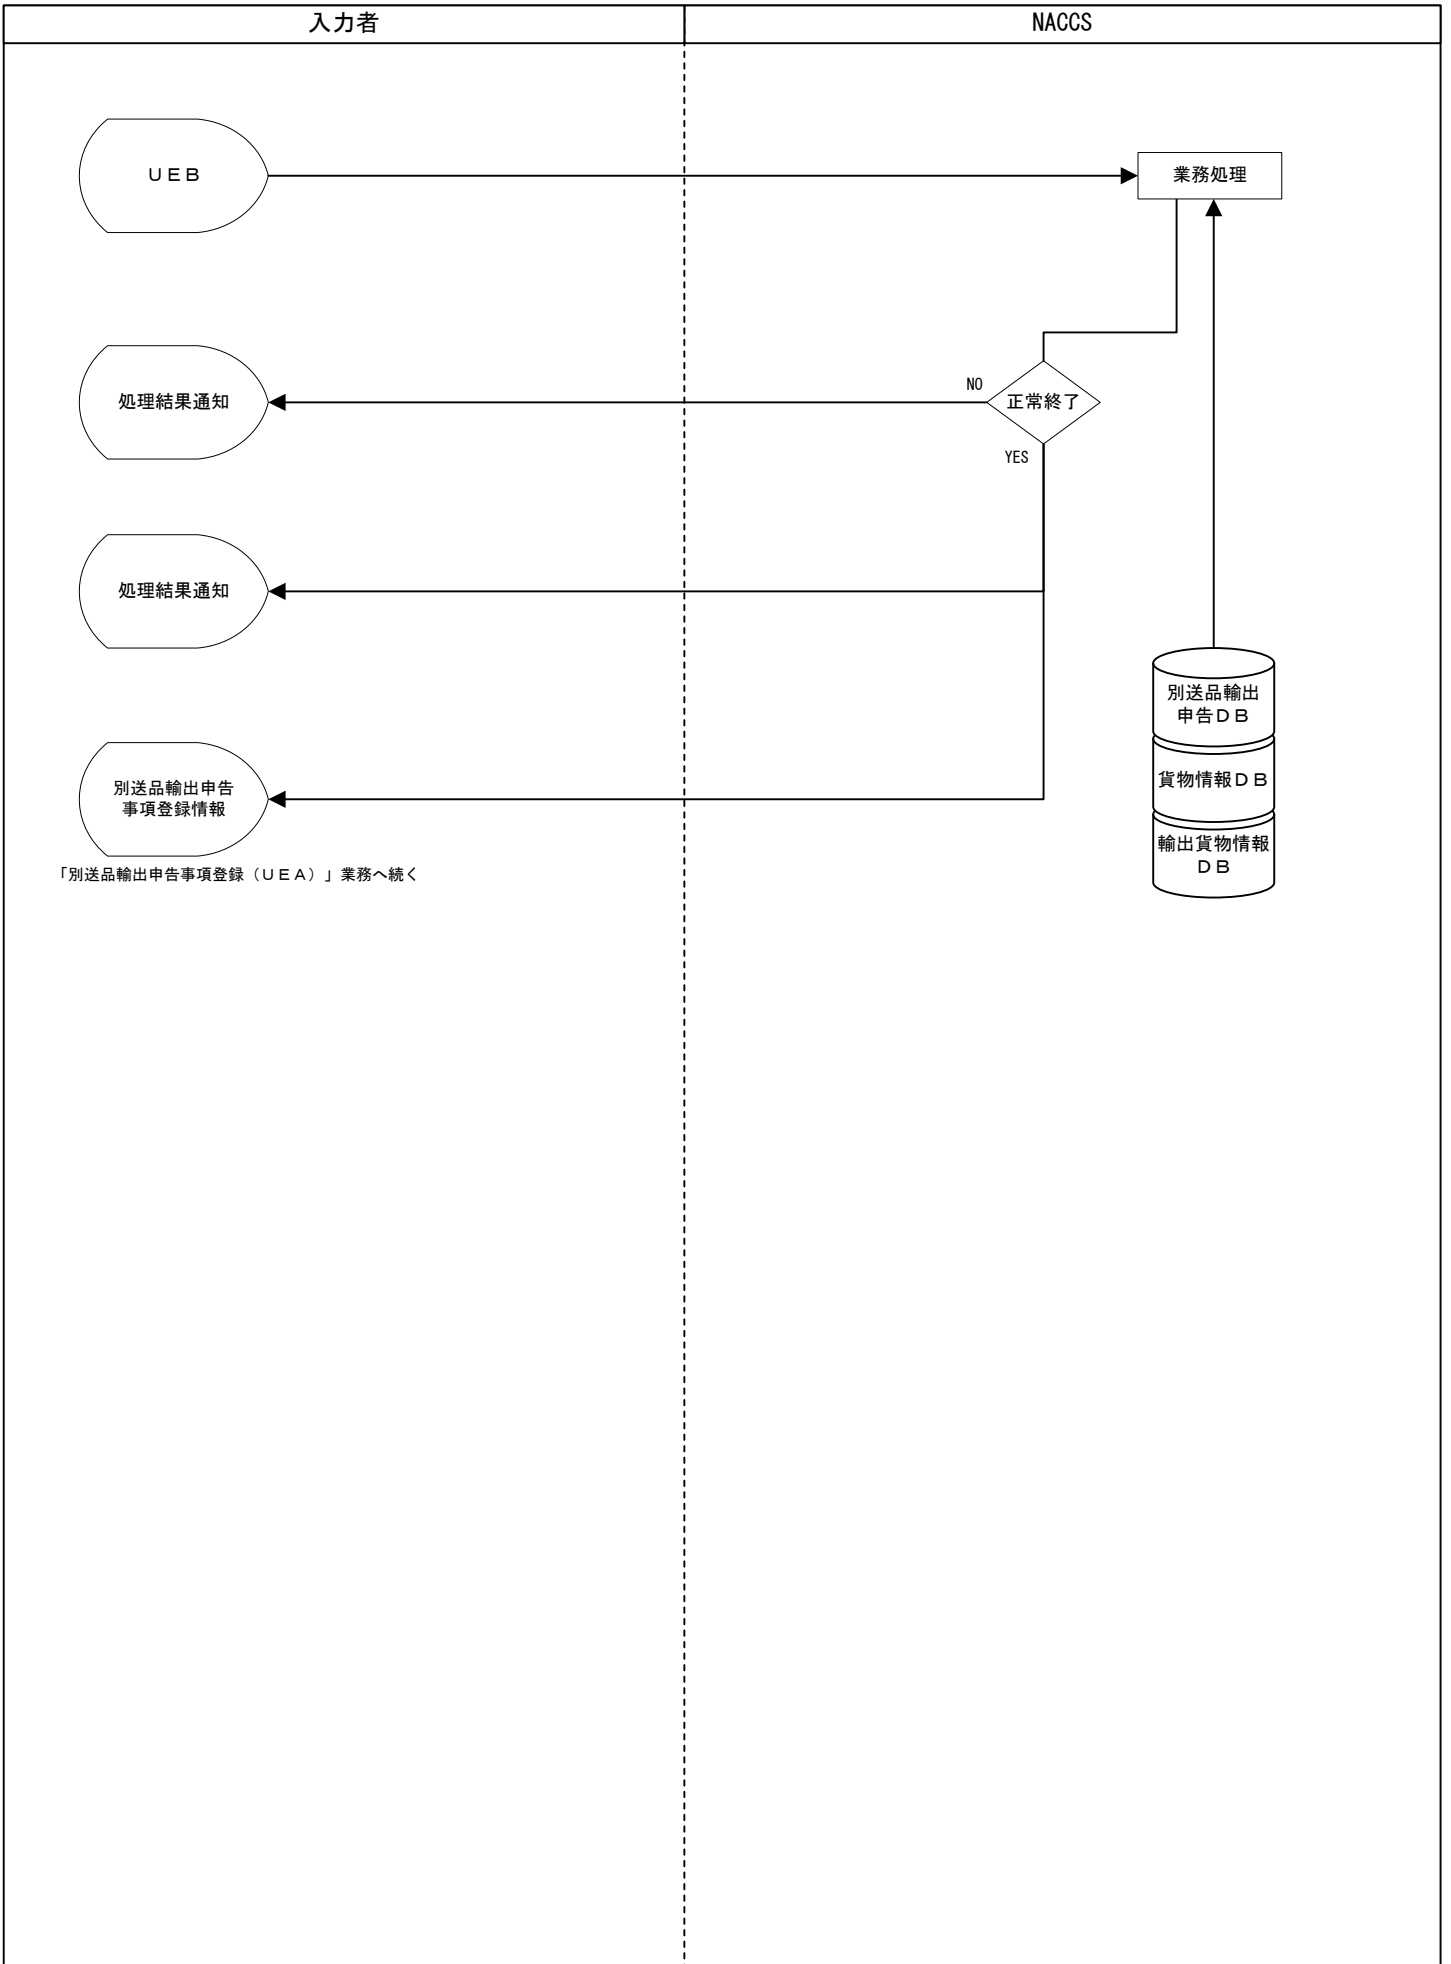 入力者
NACCS
ＵＥＢ
業務処理
処理結果通知
NO
正常終了
YES
処理結果通知
別送品輸出
申告ＤＢ
貨物情報ＤＢ
輸出貨物情報
ＤＢ
別送品輸出申告
事項登録情報
「別送品輸出申告事項登録（ＵＥＡ）」業務へ続く